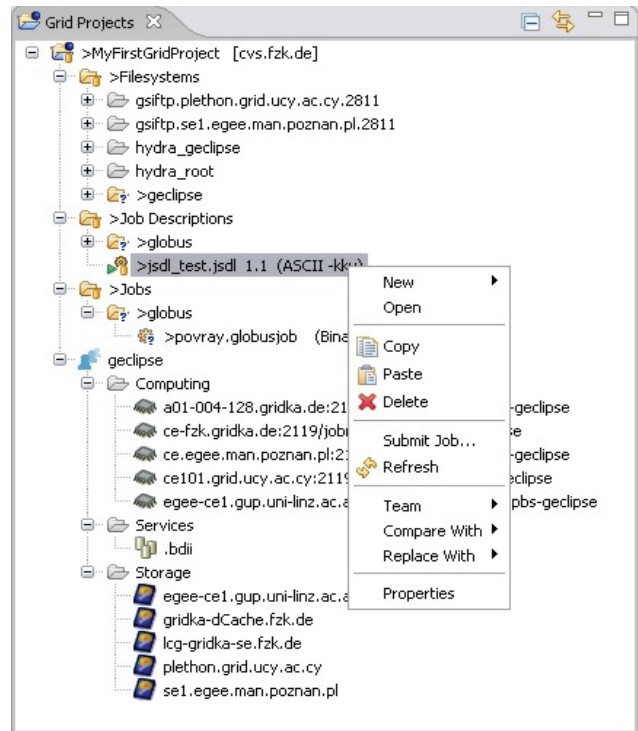 Grid Projects
>MyFirstGridProject [cvs.fzk.de]
>Filesystems
gsiftp.plethon.grid.ucy.ac.cy.2811
gsiftp.se1.egee.man.poznan.pl.2811
hydra_geclipse
hydra_root
>geclipse
>Job Descriptions
>globus
>jsdl_test.jsdl 1.1 (ASCII -kkv)
>Jobs
>globus
>povray.globusjob (Bina
geclipse
Computing
a01-004-128.gridka.de:21 -geclipse
ce-fzk.gridka.de:2119/job se
ce.egee.man.poznan.pl:21 -geclipse
ce101.grid.ucy.ac.cy:2119 eclipse
egee-ce1.gup.uni-linz.ac.a pbs-geclipse
Services
.bdii
Storage
egee-ce1.gup.uni-linz.ac.a
gridka-dCache.fzk.de
lcg-gridka-se.fzk.de
plethon.grid.ucy.ac.cy
se1.egee.man.poznan.pl
New
Open
Copy
Paste
Delete
Submit Job...
Refresh
Team
Compare With
Replace With
Properties